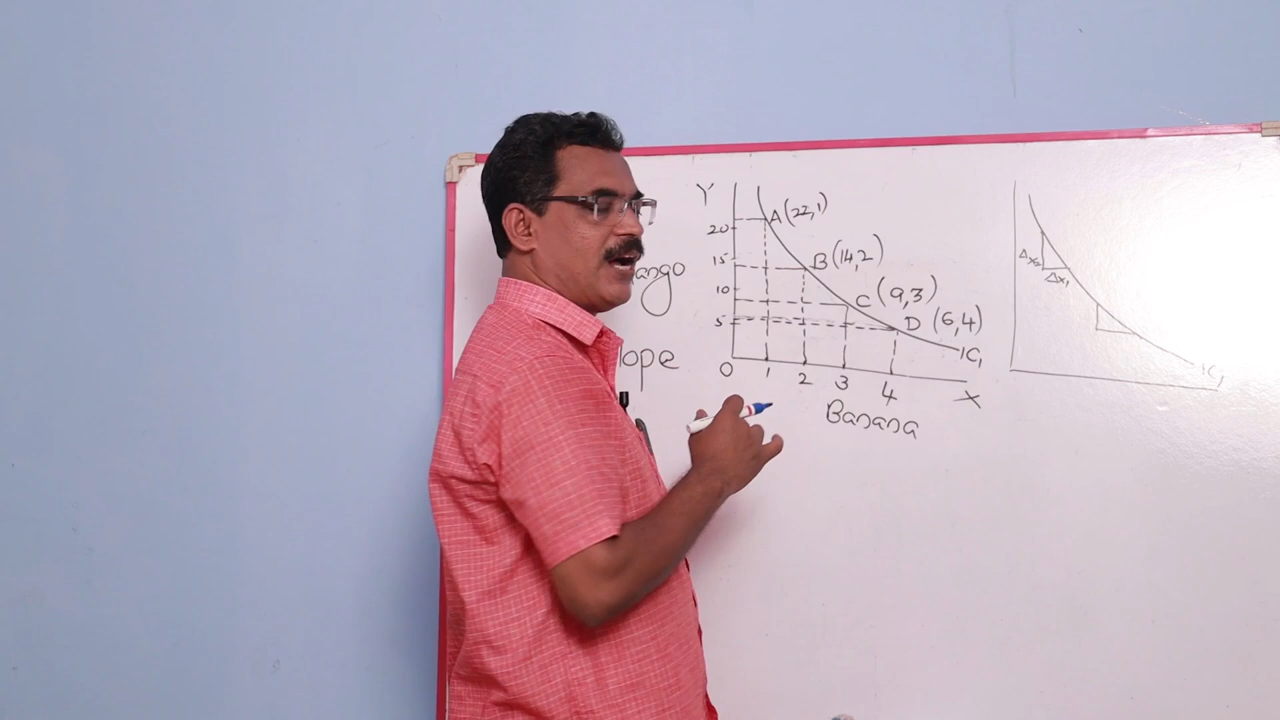 Y
20
15
10
5
0
A (22,1)
B (14,2)
C (9,3)
D (6,4)
IC₁
1 2 3 4
X
Banana
ango
lope
Δx₁
IC₁